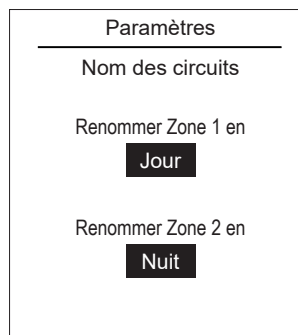 Paramètres
Nom des circuits
Renommer Zone 1 en
Jour
Renommer Zone 2 en
Nuit